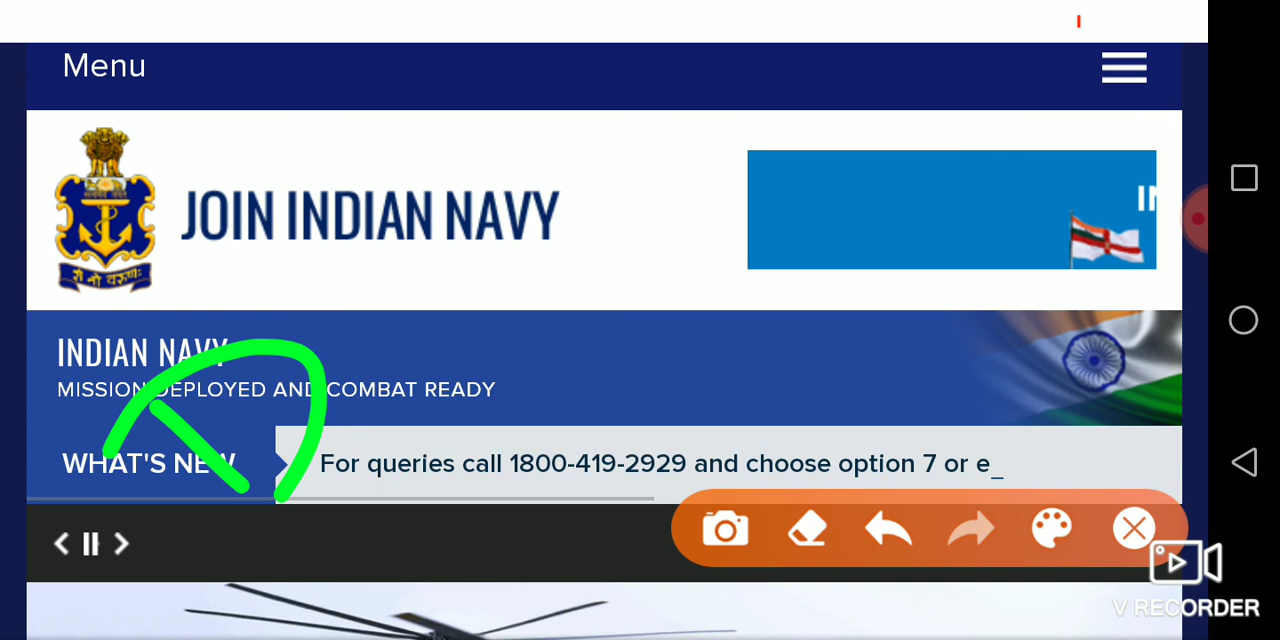 Menu
JOIN INDIAN NAVY
INDIAN NAVY
MISSION DEPLOYED AND COMBAT READY
WHAT'S NEW
For queries call 1800-419-2929 and choose option 7 or e_
V RECORDER